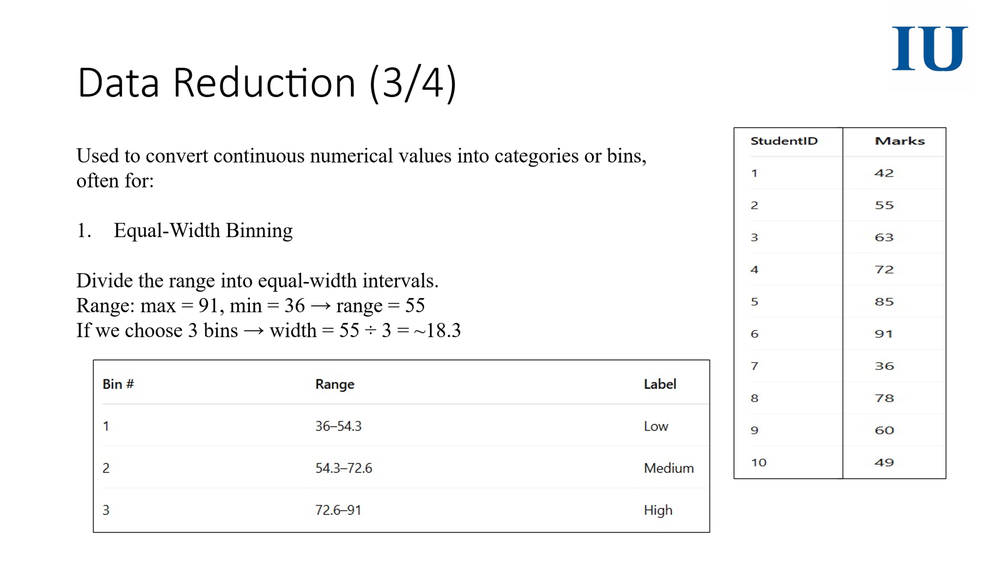 IU
Data Reduction (3/4)
Used to convert continuous numerical values into categories or bins,
often for:
1. Equal-Width Binning
Divide the range into equal-width intervals.
Range: max = 91, min = 36 → range = 55
If we choose 3 bins → width = 55 ÷ 3 = ~18.3
Bin # Range Label
1 36–54.3 Low
2 54.3–72.6 Medium
3 72.6–91 High
StudentID Marks
1 42
2 55
3 63
4 72
5 85
6 91
7 36
8 78
9 60
10 49